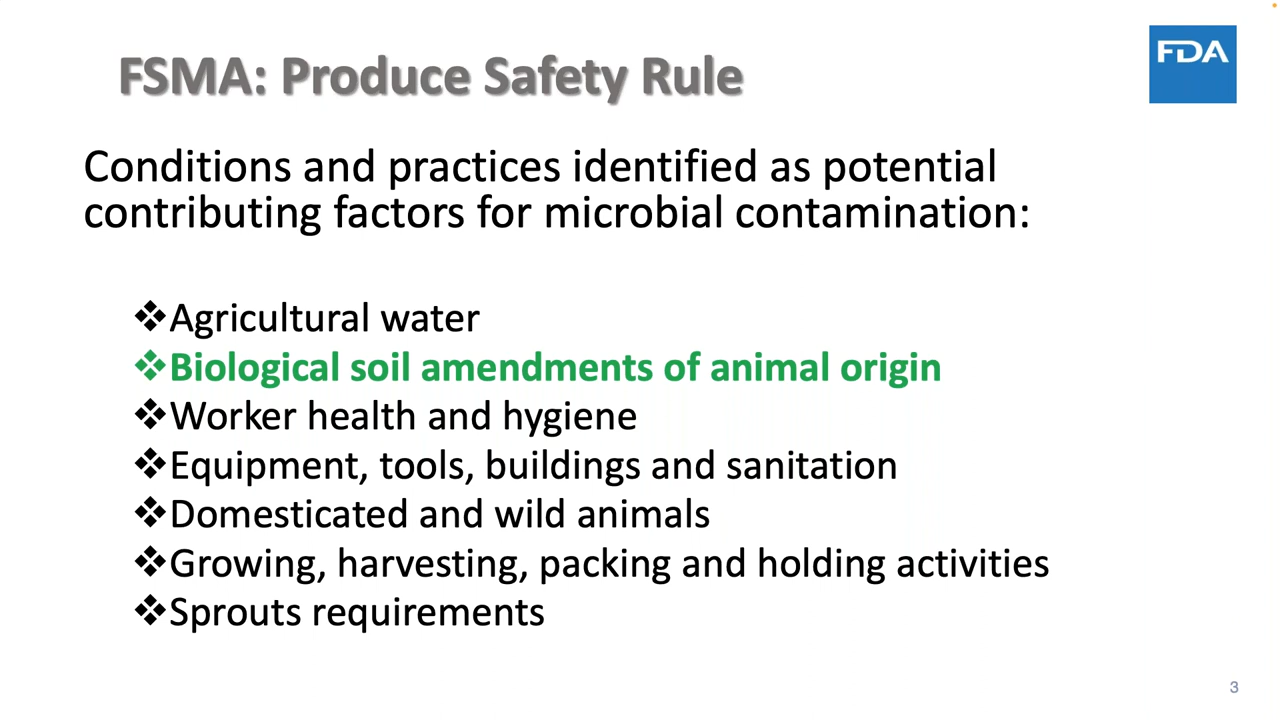 FSMA: Produce Safety Rule
FDA
Conditions and practices identified as potential
contributing factors for microbial contamination:
❖Agricultural water
❖Biological soil amendments of animal origin
❖Worker health and hygiene
❖Equipment, tools, buildings and sanitation
❖Domesticated and wild animals
❖Growing, harvesting, packing and holding activities
❖Sprouts requirements
3